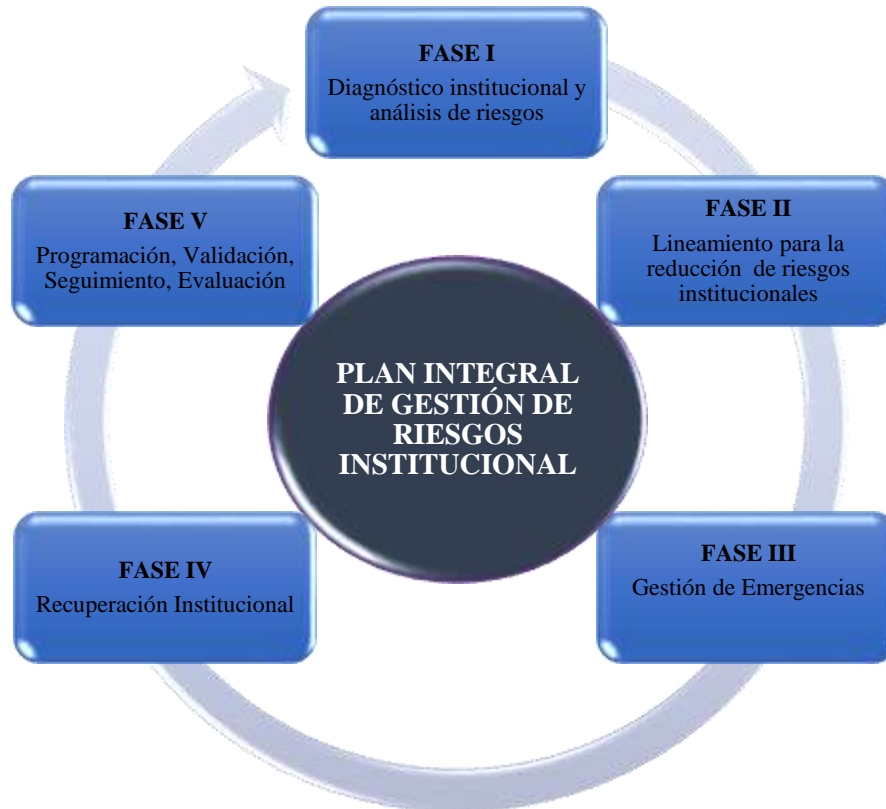 FASE I
Diagnóstico institucional y
análisis de riesgos
FASE II
Lineamiento para la
reducción de riesgos
institucionales
FASE III
Gestión de Emergencias
FASE IV
Recuperación Institucional
FASE V
Programación, Validación,
Seguimiento, Evaluación
PLAN INTEGRAL
DE GESTIÓN DE
RIESGOS
INSTITUCIONAL